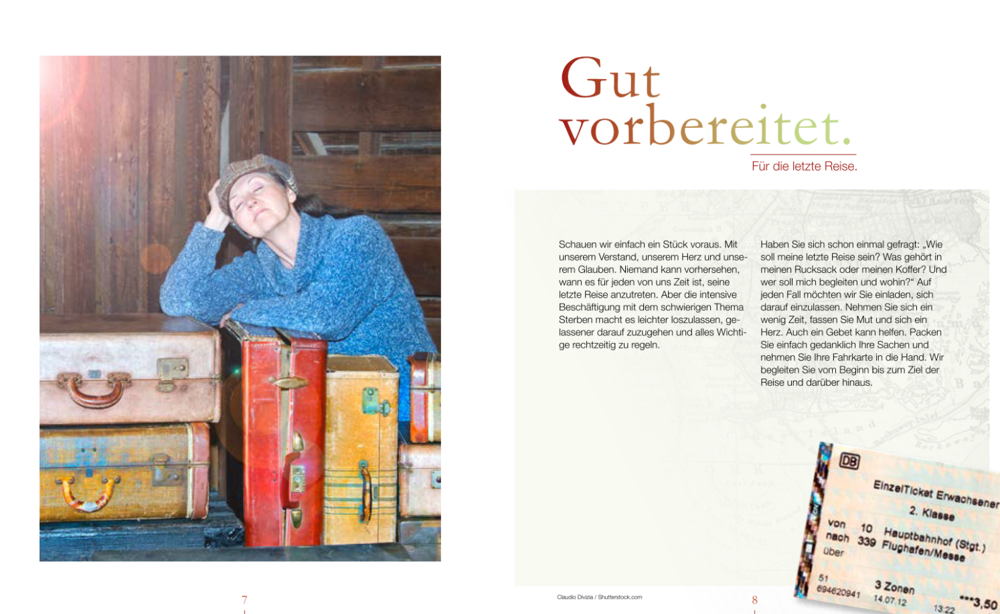 Gut
vorbereitet.
Für die letzte Reise.
Schauen wir einfach ein Stück voraus. Mit
unserem Verstand, unserem Herz und unse-
rem Glauben. Niemand kann vorhersehen,
wann es für jeden von uns Zeit ist, seine
letzte Reise anzutreten. Aber die intensive
Beschäftigung mit dem schwierigen Thema
Sterben macht es leichter loszulassen, ge-
lassener darauf zuzugehen und alles Wichti-
ge rechtzeitig zu regeln.
Haben Sie sich schon einmal gefragt: „Wie
soll meine letzte Reise sein? Was gehört in
meinen Rucksack oder meinen Koffer? Und
wer soll mich begleiten und wohin?“ Auf
jeden Fall möchten wir Sie einladen, sich
darauf einzulassen. Nehmen Sie sich ein
wenig Zeit, fassen Sie Mut und sich ein
Herz. Auch ein Gebet kann helfen. Packen
Sie einfach gedanklich Ihre Sachen und
nehmen Sie Ihre Fahrkarte in die Hand. Wir
begleiten Sie vom Beginn bis zum Ziel der
Reise und darüber hinaus.
DB
EinzelTicket Erwachsener
2. Klasse
von 10 Hauptbahnhof (Stgt.)
nach 339 Flughafen/Messe
über
51 3 Zonen ***3,50
694620941 14.07.12 13:22
7
Claudio Divizia / Shutterstock.com
8